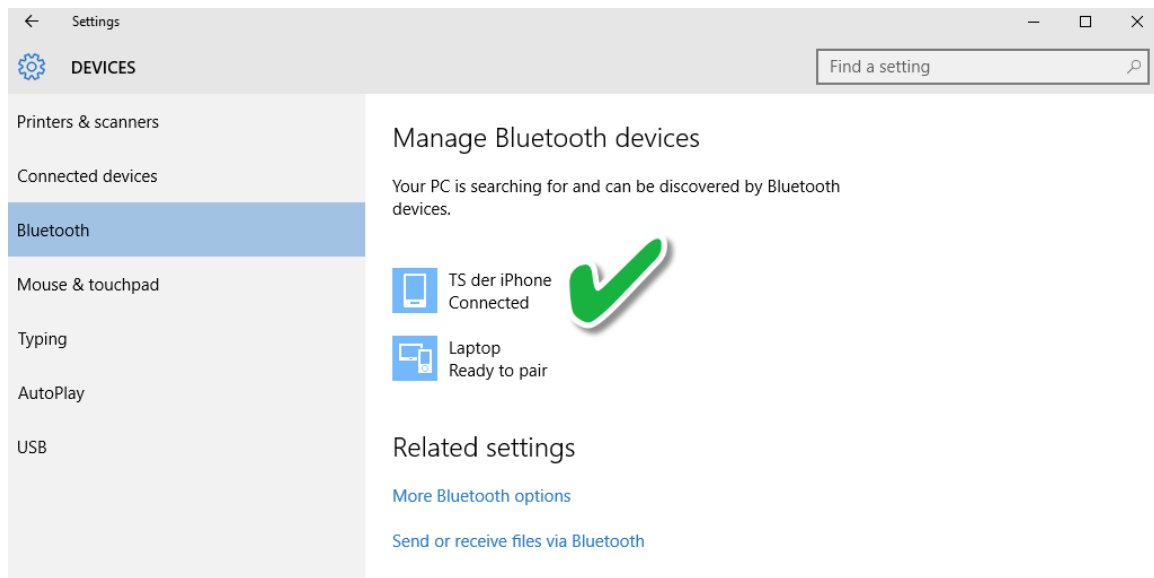 Settings
DEVICES
Find a setting
Printers & scanners
Connected devices
Bluetooth
Mouse & touchpad
Typing
AutoPlay
USB
Manage Bluetooth devices
Your PC is searching for and can be discovered by Bluetooth
devices.
TS der iPhone
Connected
Laptop
Ready to pair
Related settings
More Bluetooth options
Send or receive files via Bluetooth